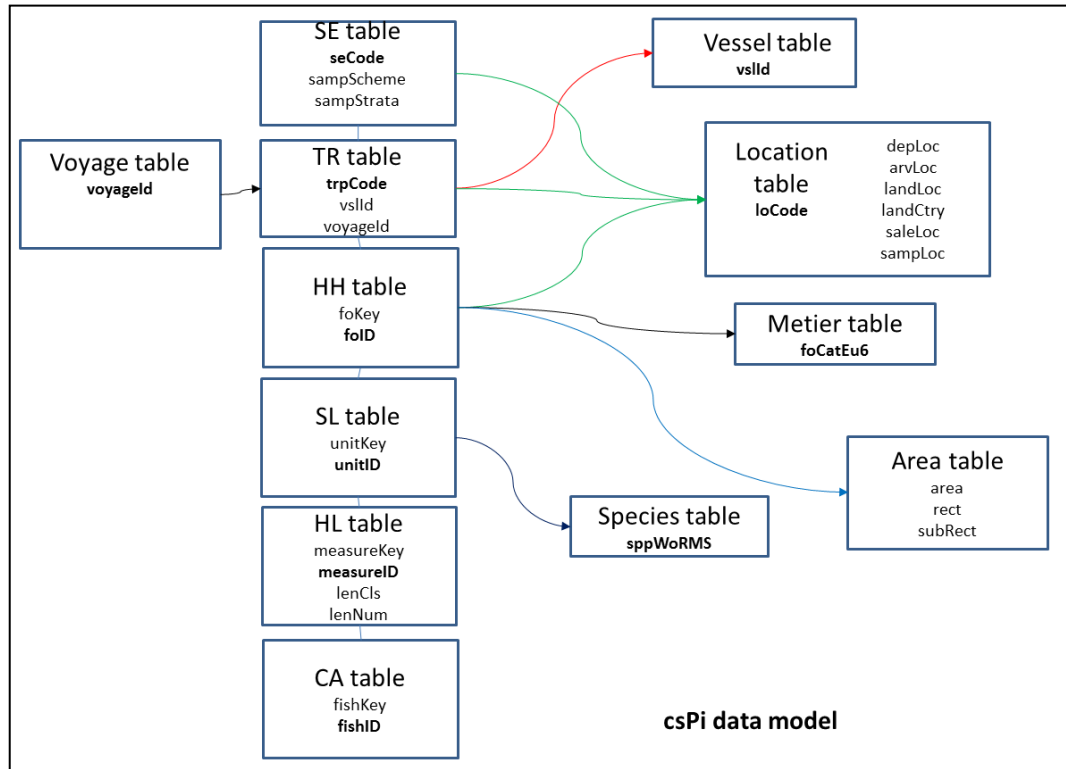 SE table
seCode
sampScheme
sampStrata
Vessel table
vslId
Voyage table
voyageId
TR table
trpCode
vslId
voyageId
Location
table
loCode
depLoc
arvLoc
landLoc
landCtry
saleLoc
sampLoc
HH table
foKey
foID
Metier table
foCatEu6
SL table
unitKey
unitID
Area table
area
rect
subRect
Species table
sppWoRMS
HL table
measureKey
measureID
lenCls
lenNum
CA table
fishKey
fishID
csPi data model